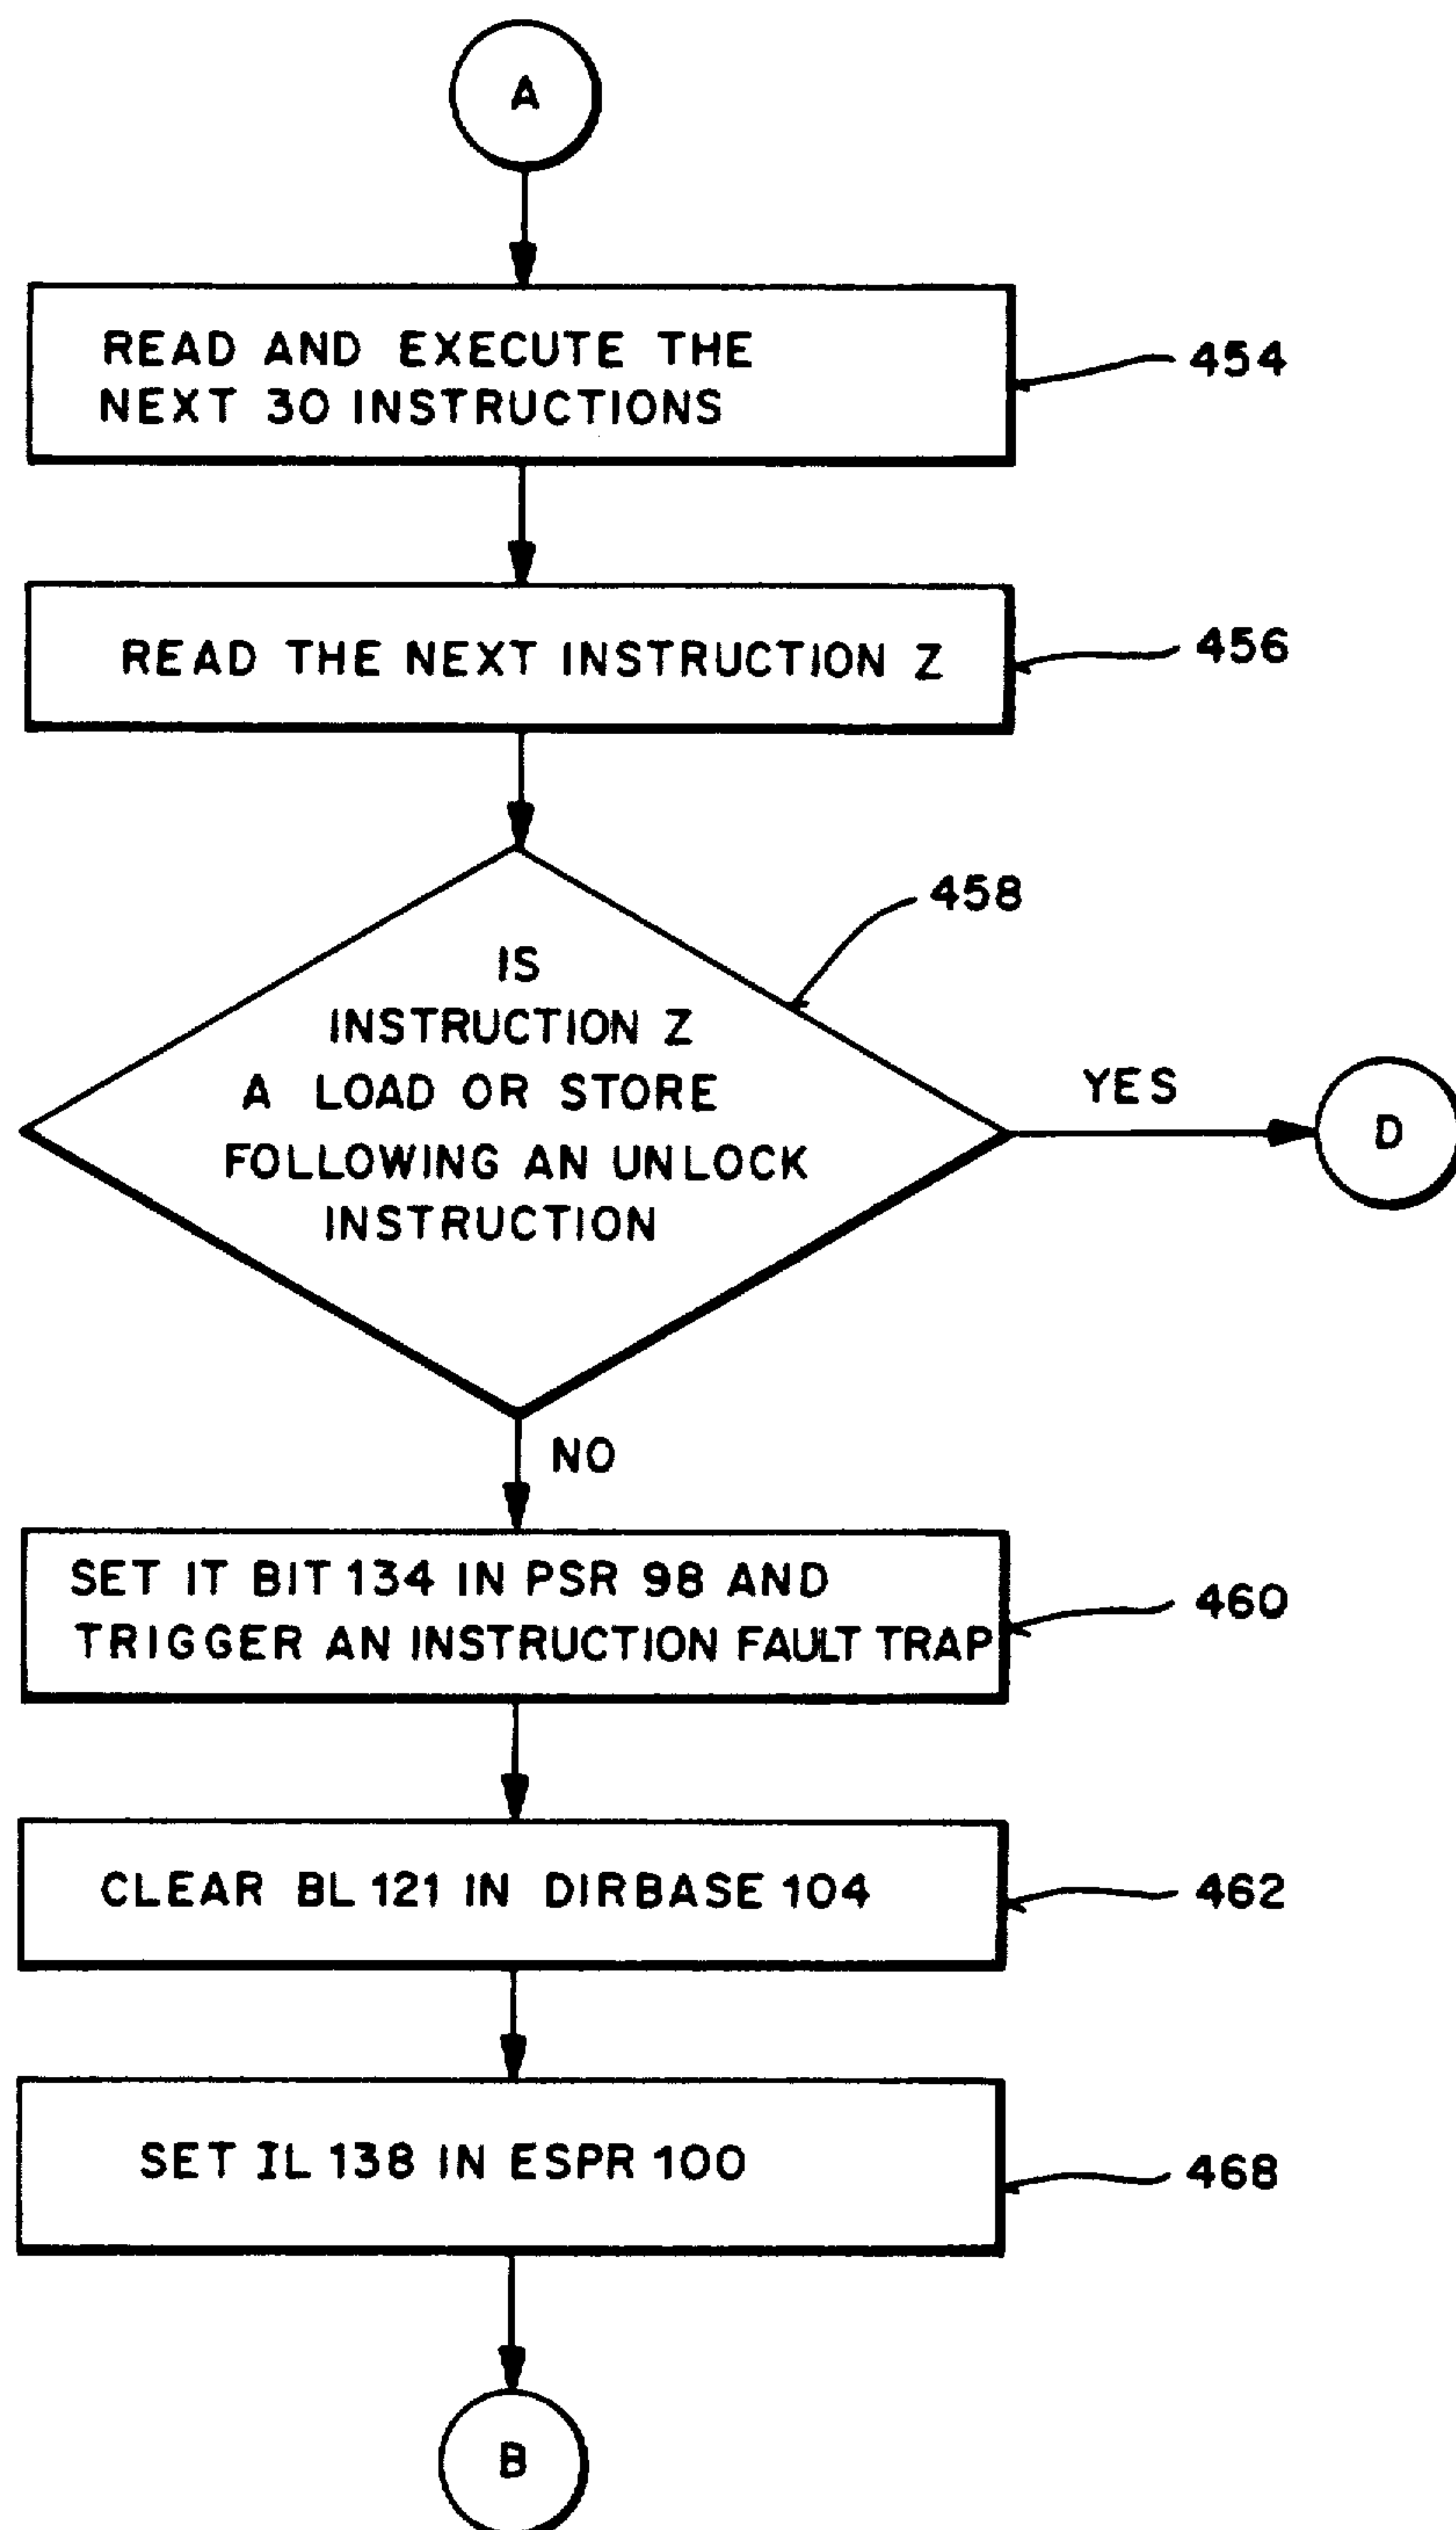 A
READ AND EXECUTE THE
NEXT 30 INSTRUCTIONS
454
READ THE NEXT INSTRUCTION Z
456
458
IS
INSTRUCTION Z
A LOAD OR STORE
FOLLOWING AN UNLOCK
INSTRUCTION
YES
D
NO
SET IT BIT 134 IN PSR 98 AND
TRIGGER AN INSTRUCTION FAULT TRAP
460
CLEAR BL 121 IN DIRBASE 104
462
SET IL 138 IN ESPR 100
468
B